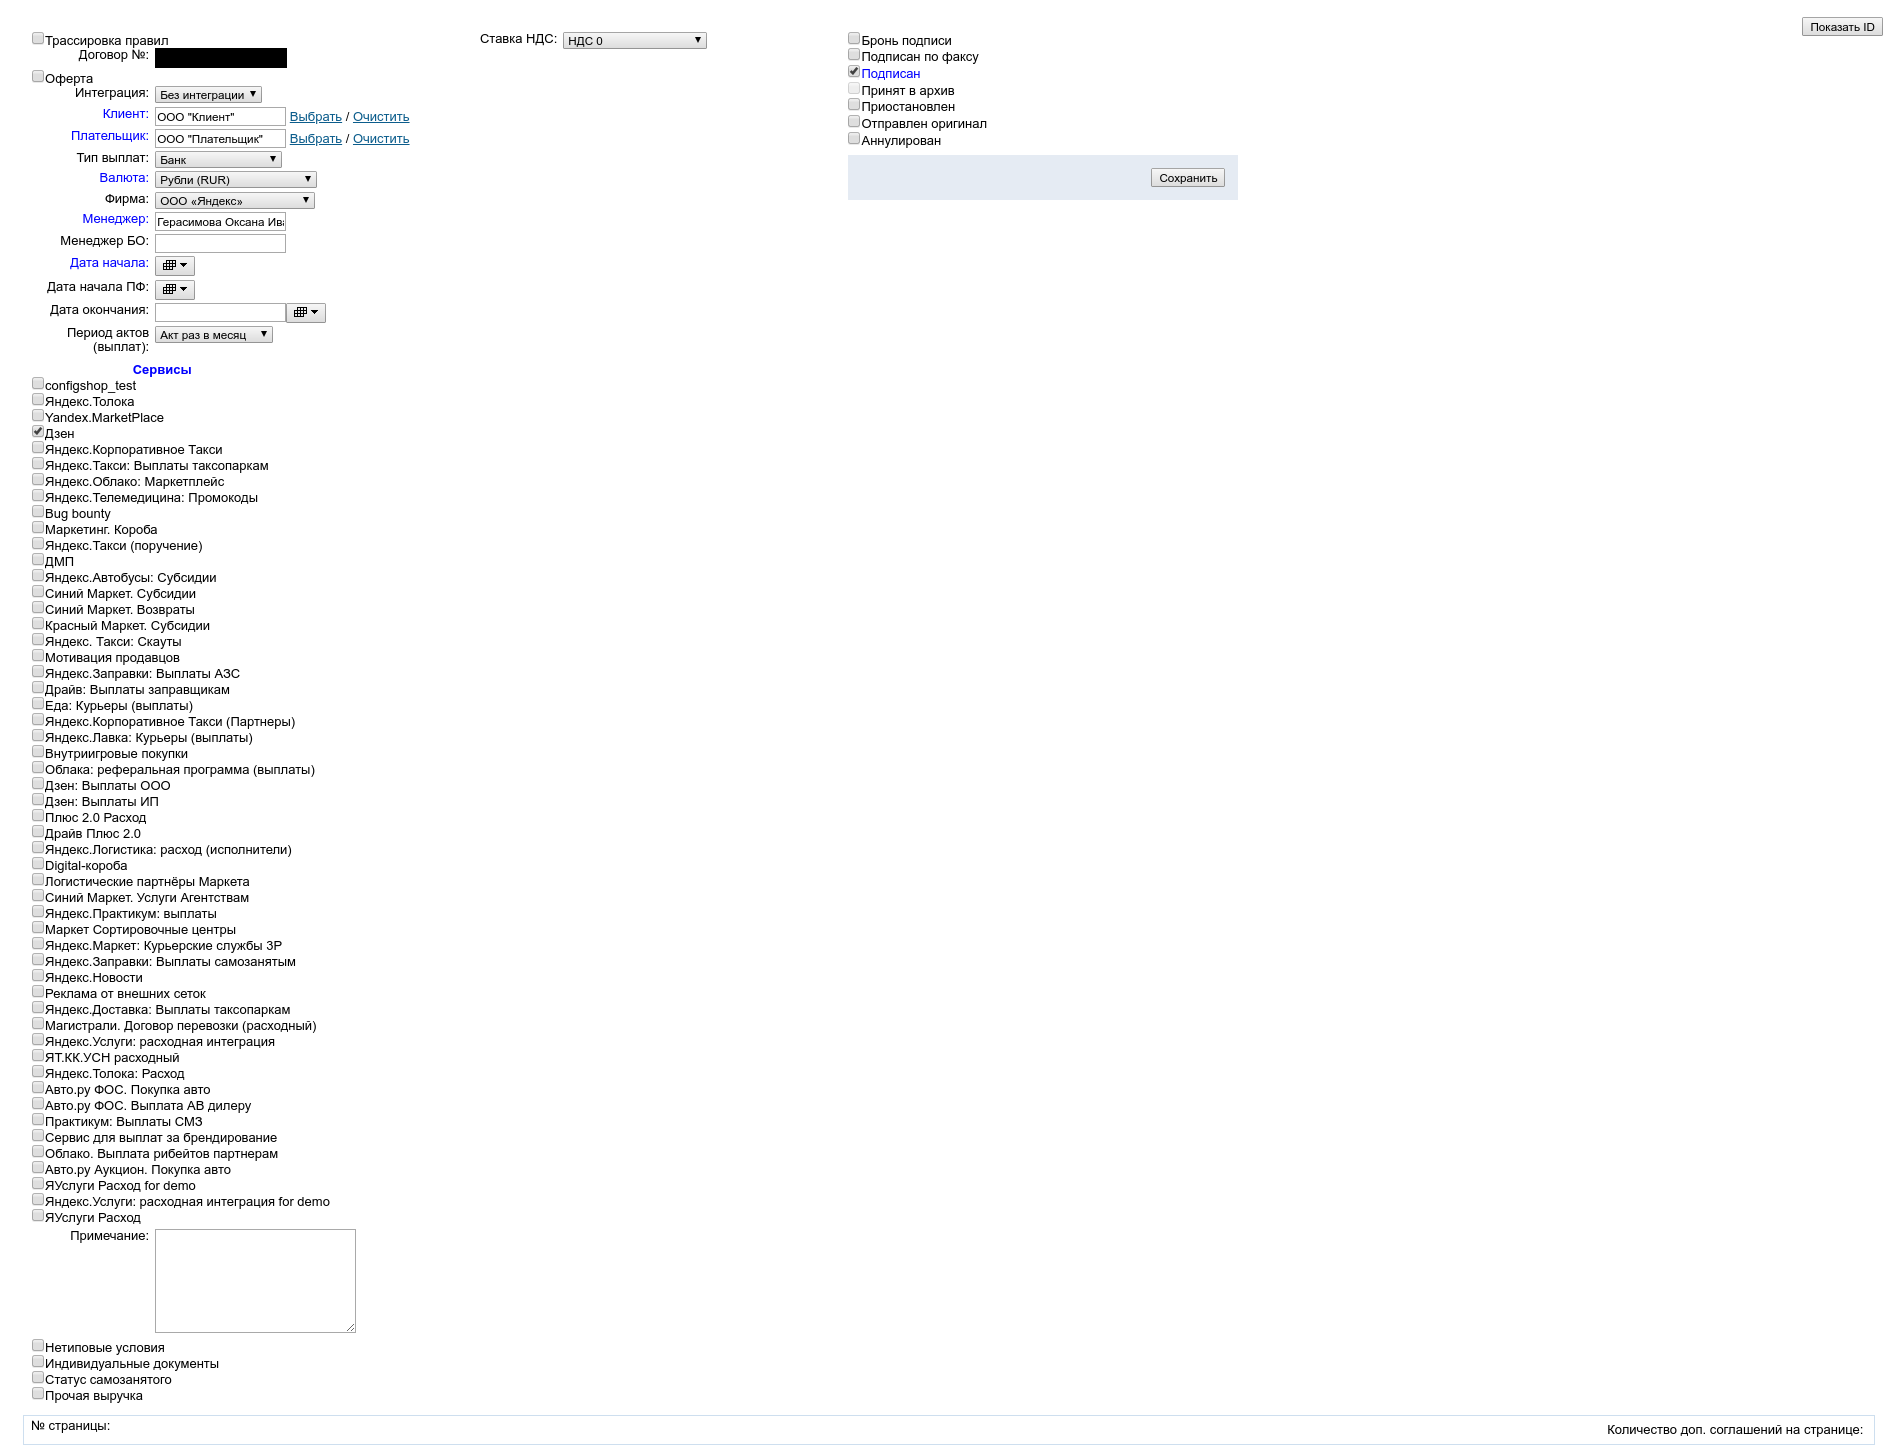 Показать ID
Трассировка правил
Договор №:
Оферта
Интеграция: Без интеграции
Клиент: ООО "Клиент" Выбрать / Очистить
Плательщик: ООО "Плательщик" Выбрать / Очистить
Тип выплат: Банк
Валюта: Рубли (RUR)
Фирма: ООО «Яндекс»
Менеджер: Герасимова Оксана Ива
Менеджер БО:
Дата начала:
Дата начала ПФ:
Дата окончания:
Период актов
(выплат): Акт раз в месяц
Ставка НДС: НДС 0
Бронь подписи
Подписан по факсу
Подписан
Принят в архив
Приостановлен
Отправлен оригинал
Аннулирован
Сохранить
Сервисы
configshop_test
Яндекс.Толока
Yandex.MarketPlace
Дзен
Яндекс.Корпоративное Такси
Яндекс.Такси: Выплаты таксопаркам
Яндекс.Облако: Маркетплейс
Яндекс.Телемедицина: Промокоды
Bug bounty
Маркетинг. Короба
Яндекс.Такси (поручение)
ДМП
Яндекс.Автобусы: Субсидии
Синий Маркет. Субсидии
Синий Маркет. Возвраты
Красный Маркет. Субсидии
Яндекс. Такси: Скауты
Мотивация продавцов
Яндекс.Заправки: Выплаты АЗС
Драйв: Выплаты заправщикам
Еда: Курьеры (выплаты)
Яндекс.Корпоративное Такси (Партнеры)
Яндекс.Лавка: Курьеры (выплаты)
Внутриигровые покупки
Облака: реферальная программа (выплаты)
Дзен: Выплаты ООО
Дзен: Выплаты ИП
Плюс 2.0 Расход
Драйв Плюс 2.0
Яндекс.Логистика: расход (исполнители)
Digital-короба
Логистические партнёры Маркета
Синий Маркет. Услуги Агентствам
Яндекс.Практикум: выплаты
Маркет Сортировочные центры
Яндекс.Маркет: Курьерские службы 3P
Яндекс.Заправки: Выплаты самозанятым
Яндекс.Новости
Реклама от внешних сеток
Яндекс.Доставка: Выплаты таксопаркам
Магистрали. Договор перевозки (расходный)
Яндекс.Услуги: расходная интеграция
ЯТ.КК.УСН расходный
Яндекс.Толока: Расход
Авто.ру ФОС. Покупка авто
Авто.ру ФОС. Выплата АВ дилеру
Практикум: Выплаты СМЗ
Сервис для выплат за брендирование
Облако. Выплата рибейтов партнерам
Авто.ру Аукцион. Покупка авто
ЯУслуги Расход for demo
Яндекс.Услуги: расходная интеграция for demo
ЯУслуги Расход
Примечание:
Нетиповые условия
Индивидуальные документы
Статус самозанятого
Прочая выручка
№ страницы:
Количество доп. соглашений на странице: